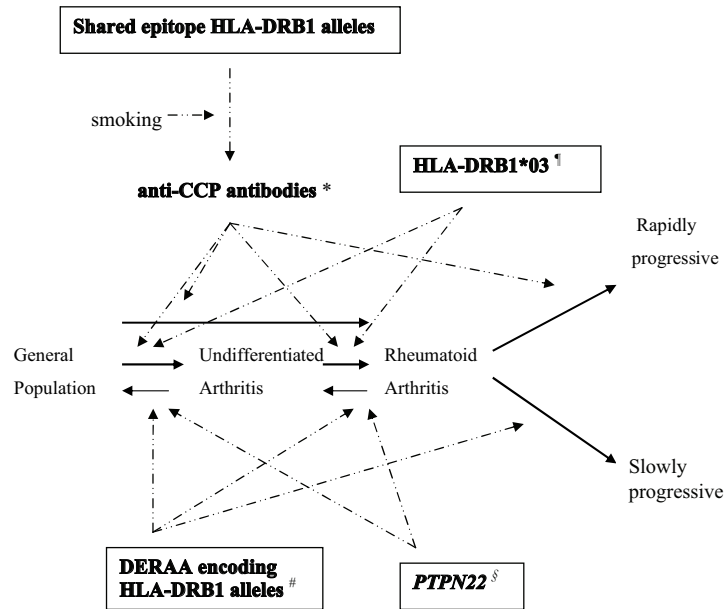 Shared epitope HLA-DRB1 alleles
smoking
HLA-DRB1*03 ¶
anti-CCP antibodies *
Rapidly
progressive
General
Population
Undifferentiated
Arthritis
Rheumatoid
Arthritis
Slowly
progressive
DERAA encoding
HLA-DRB1 alleles #
PTPN22 §